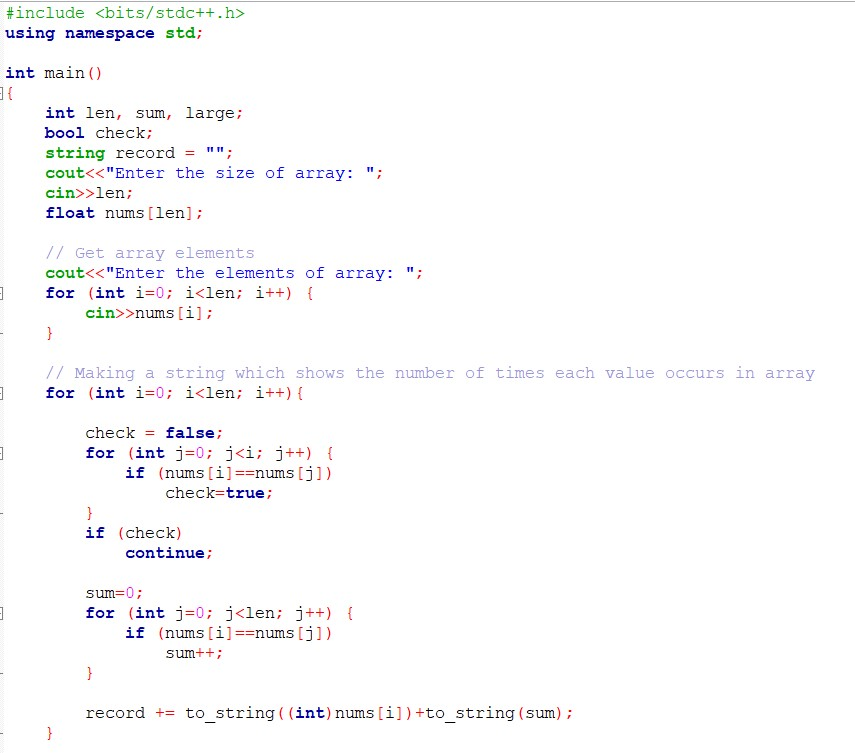 #include <bits/stdc++.h>
using namespace std;
int main()
{
    int len, sum, large;
    bool check;
    string record = "";
    cout<<"Enter the size of array: ";
    cin>>len;
    float nums[len];
    // Get array elements
    cout<<"Enter the elements of array: ";
    for (int i=0; i<len; i++) {
        cin>>nums[i];
    }
    // Making a string which shows the number of times each value occurs in array
    for (int i=0; i<len; i++){
        check = false;
        for (int j=0; j<i; j++) {
            if (nums[i]==nums[j])
                check=true;
        }
        if (check)
            continue;
        sum=0;
        for (int j=0; j<len; j++) {
            if (nums[i]==nums[j])
                sum++;
        }
        record += to_string((int)nums[i])+to_string(sum);
    }